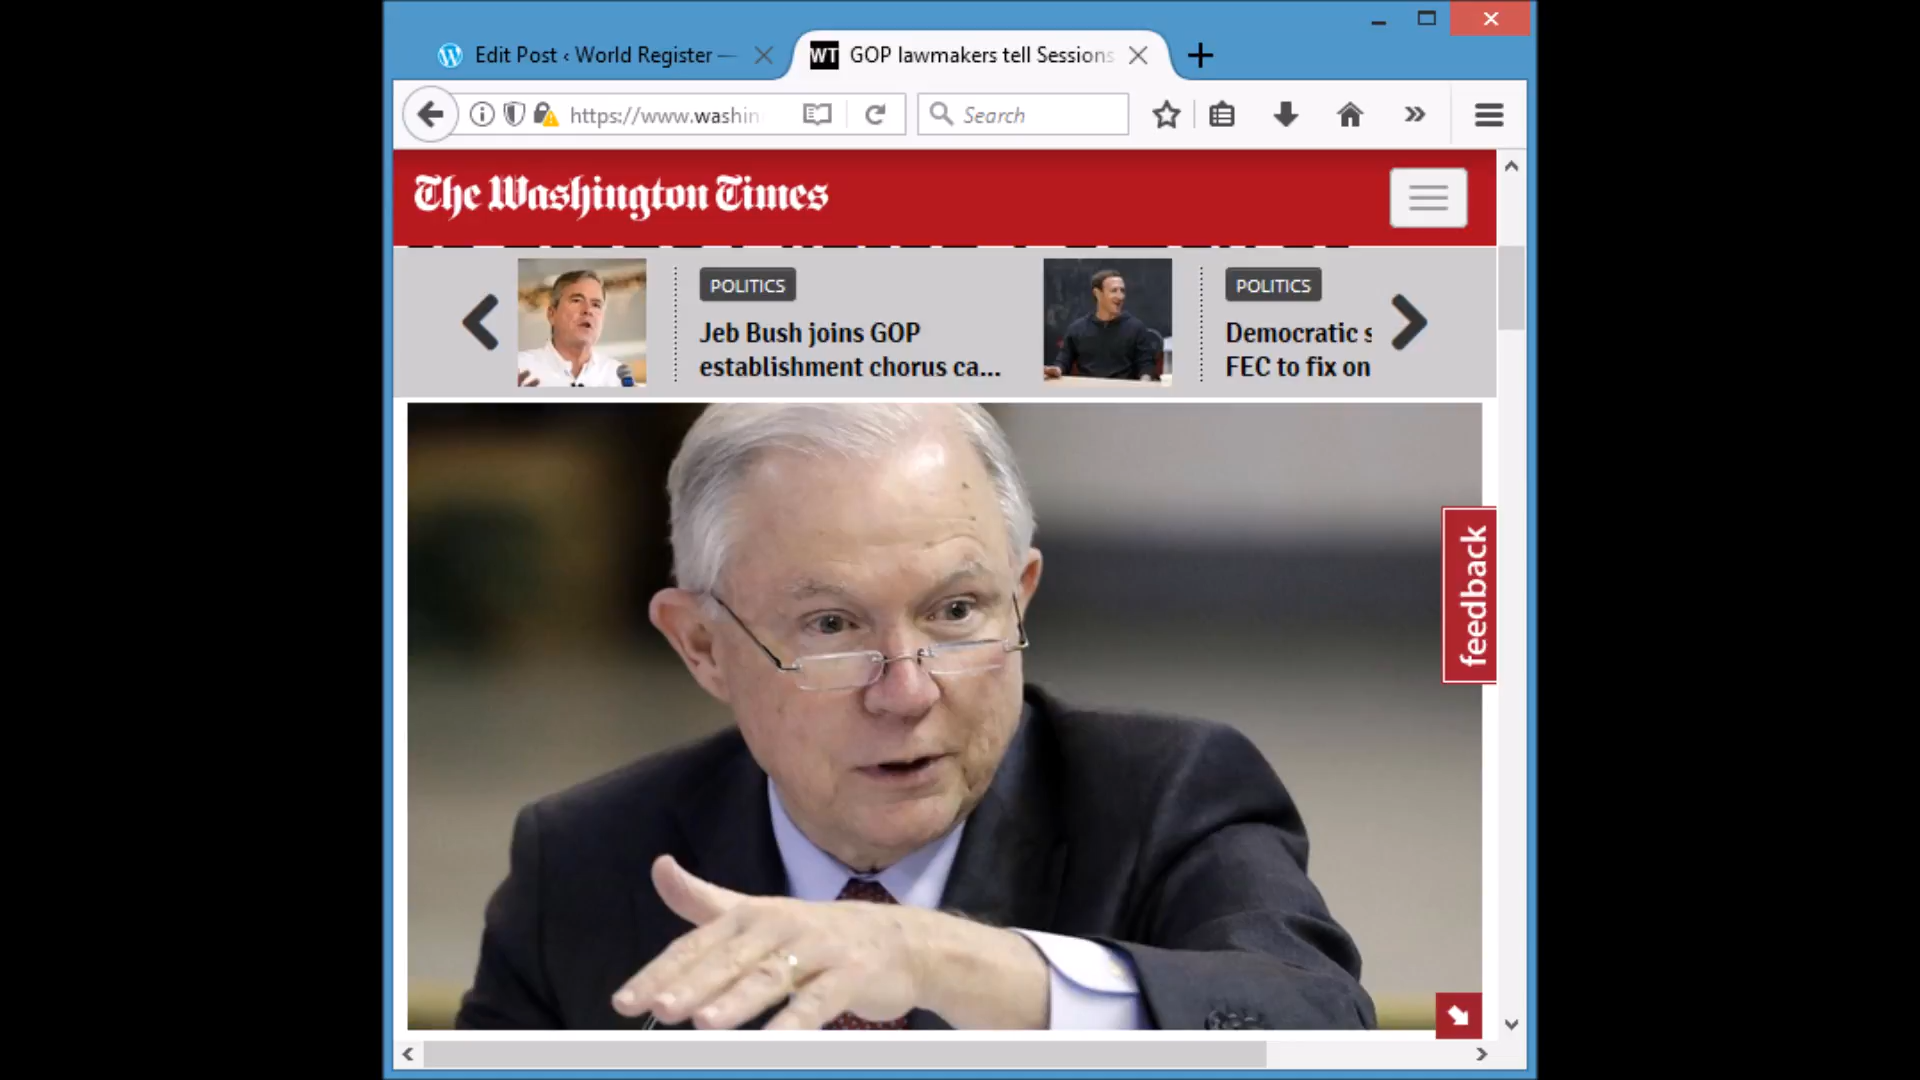 Edit Post ‹ World Register —
WT GOP lawmakers tell Sessions
https://www.washin
Search
The Washington Times
POLITICS
Jeb Bush joins GOP
establishment chorus ca...
POLITICS
Democratic s
FEC to fix on
feedback